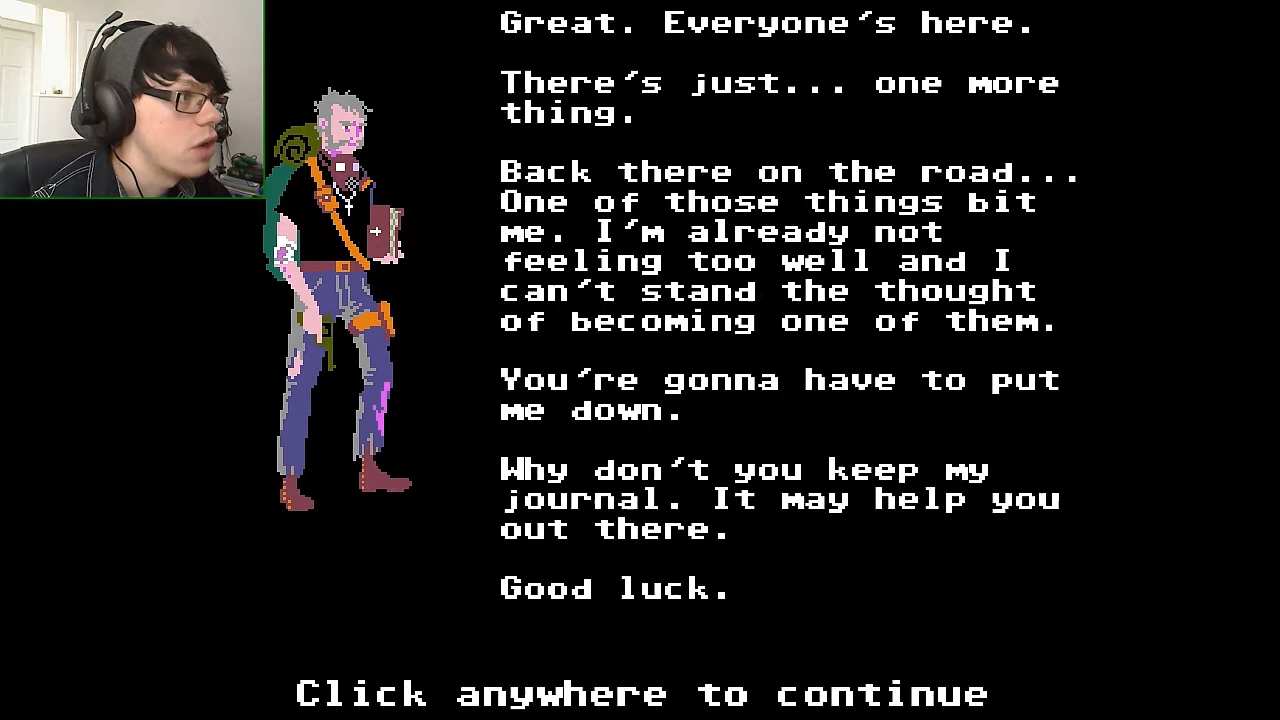 Great. Everyone's here.
There's just... one more
thing.
Back there on the road...
One of those things bit
me. I'm already not
feeling too well and I
can't stand the thought
of becoming one of them.
You're gonna have to put
me down.
Why don't you keep my
journal. It may help you
out there.
Good luck.
Click anywhere to continue